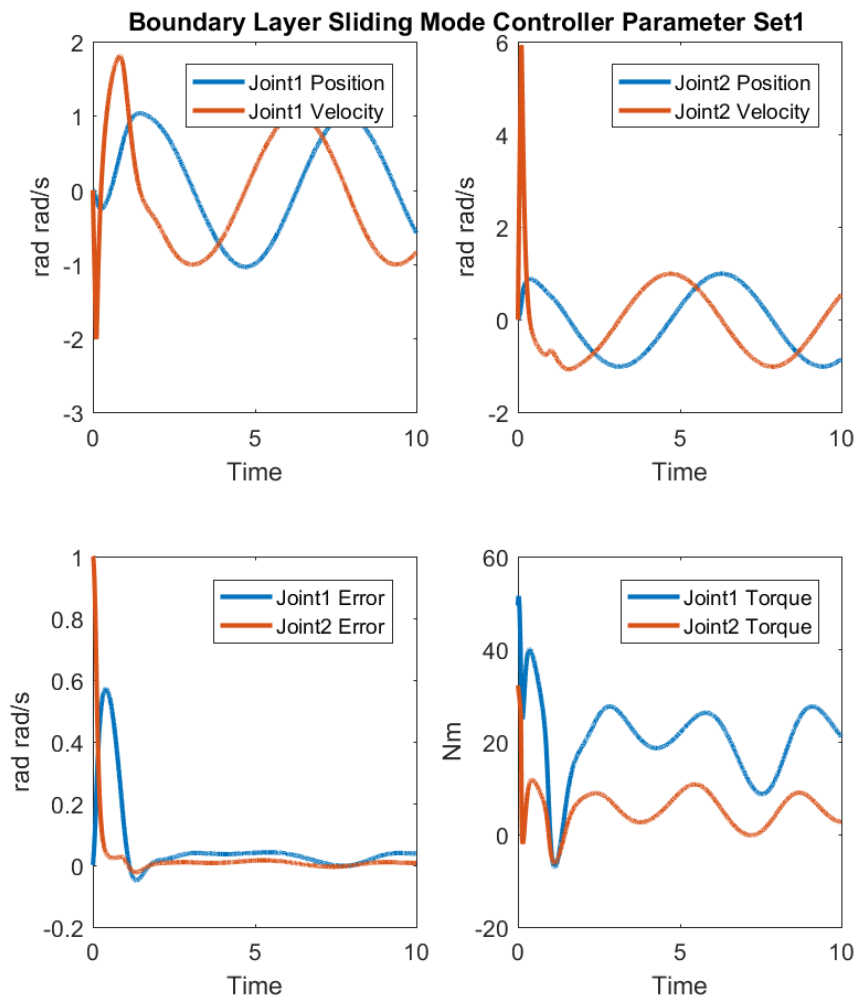 Boundary Layer Sliding Mode Controller Parameter Set1
2
1
0
-1
-2
-3
rad rad/s
Joint1 Position
Joint1 Velocity
0
5
10
Time
6
4
2
0
-2
rad rad/s
Joint2 Position
Joint2 Velocity
0
5
10
Time
1
0.8
0.6
0.4
0.2
0
-0.2
rad rad/s
Joint1 Error
Joint2 Error
0
5
10
Time
60
40
20
0
-20
Nm
Joint1 Torque
Joint2 Torque
0
5
10
Time